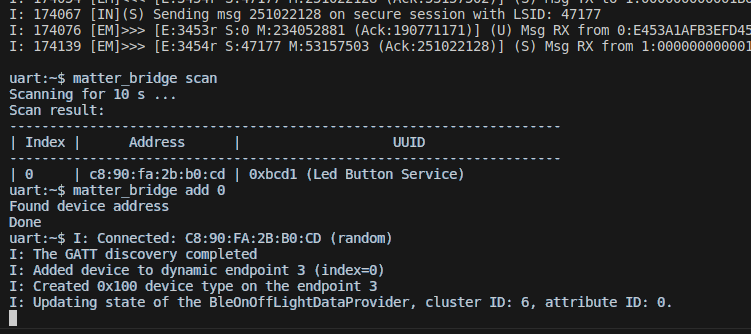 I: 174067 [IN](S) Sending msg 251022128 on secure session with LSID: 47177
I: 174076 [EM]>>> [E:3453r S:0 M:234052881 (Ack:190771171)] (U) Msg RX from 0:E453A1AFB3EFD45
I: 174139 [EM]>>> [E:3454r S:47177 M:53157503 (Ack:251022128)] (S) Msg RX from 1:000000000001
uart:~$ matter_bridge scan
Scanning for 10 s ...
Scan result:
---------------------------------------------------------------------
| Index |      Address      |                   UUID
---------------------------------------------------------------------
| 0     | c8:90:fa:2b:b0:cd | 0xbcd1 (Led Button Service)
uart:~$ matter_bridge add 0
Found device address
Done
uart:~$ I: Connected: C8:90:FA:2B:B0:CD (random)
I: The GATT discovery completed
I: Added device to dynamic endpoint 3 (index=0)
I: Created 0x100 device type on the endpoint 3
I: Updating state of the BleOnOffLightDataProvider, cluster ID: 6, attribute ID: 0.